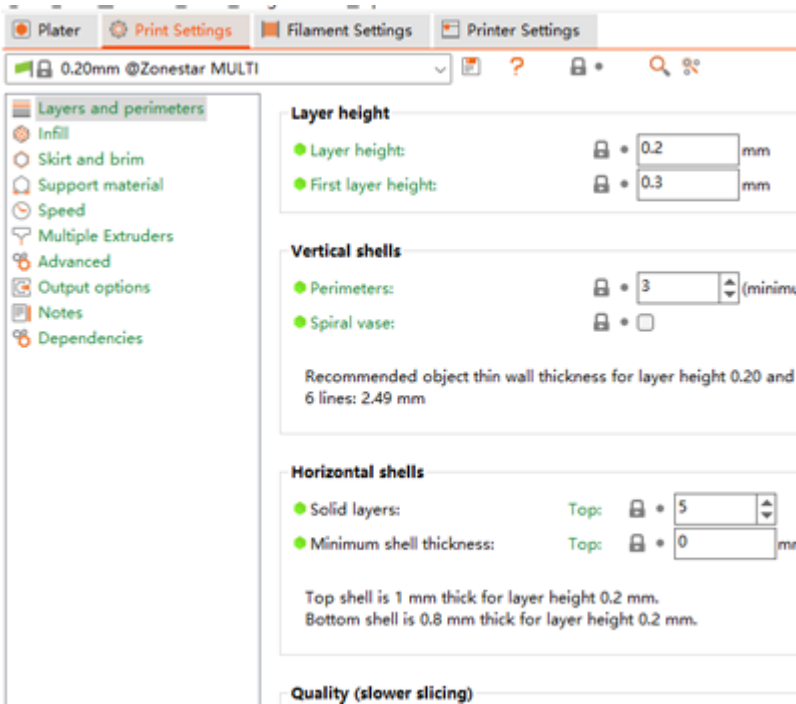 Plater Print Settings Filament Settings Printer Settings
0.20mm @Zonestar MULTI ?
Layers and perimeters
Infill
Skirt and brim
Support material
Speed
Multiple Extruders
Advanced
Output options
Notes
Dependencies
Layer height
Layer height: 0.2 mm
First layer height: 0.3 mm
Vertical shells
Perimeters: 3 (minimu
Spiral vase:
Recommended object thin wall thickness for layer height 0.20 and
6 lines: 2.49 mm
Horizontal shells
Solid layers: Top: 5
Minimum shell thickness: Top: 0 mm
Top shell is 1 mm thick for layer height 0.2 mm.
Bottom shell is 0.8 mm thick for layer height 0.2 mm.
Quality (slower slicing)